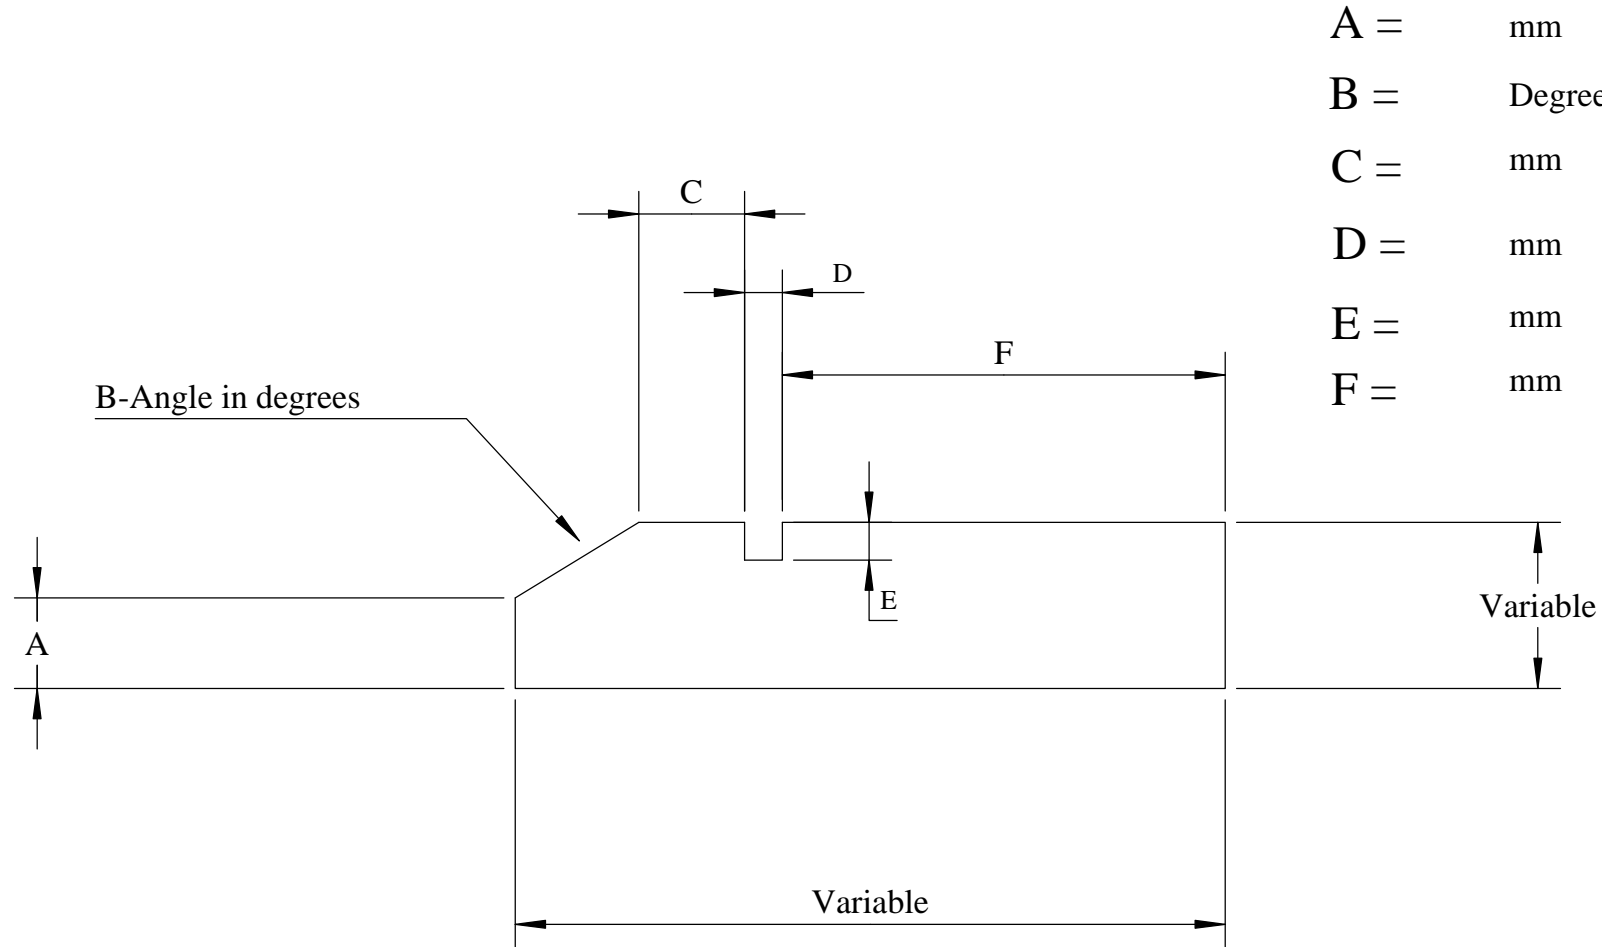 A = mm
B = Degree
C = mm
D = mm
E = mm
F = mm
C
D
F
B-Angle in degrees
E
A
Variable
Variable